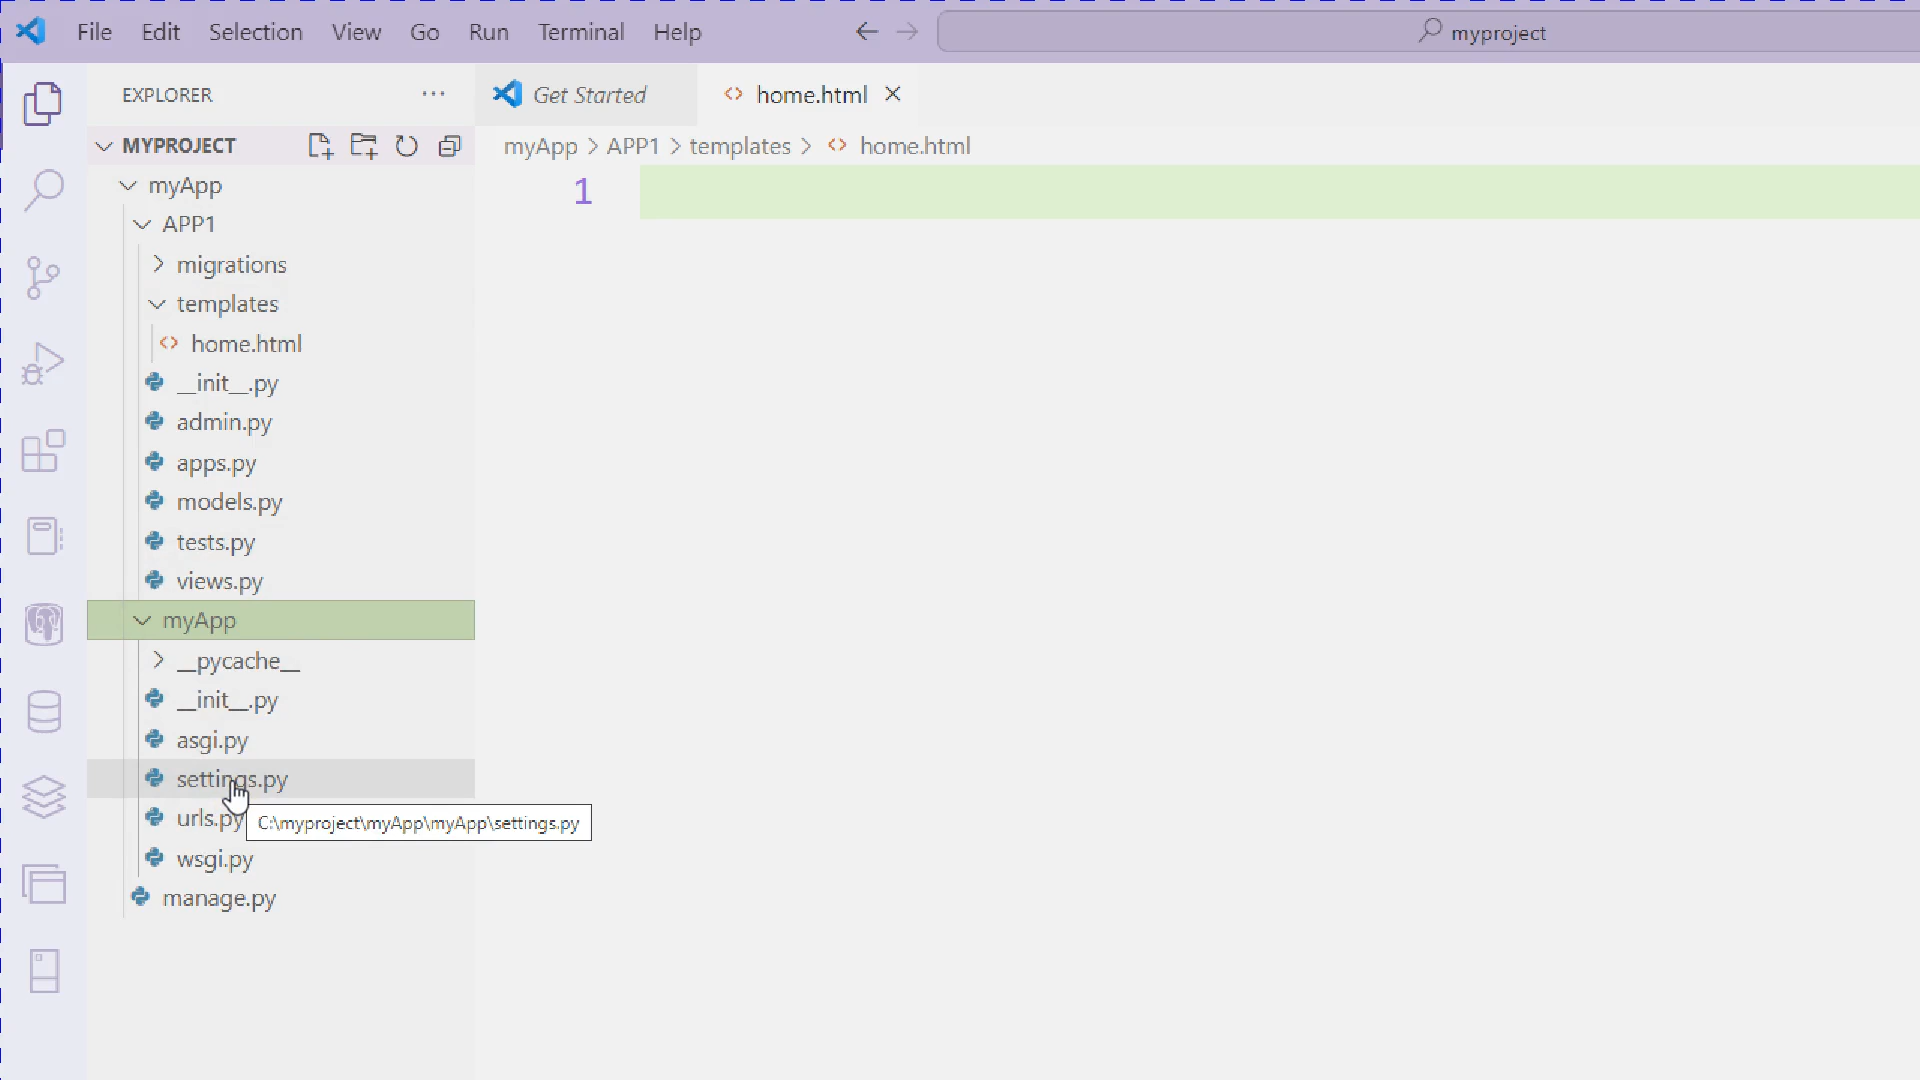 File Edit Selection View Go Run Terminal Help myproject
EXPLORER ··· Get Started home.html
MYPROJECT myApp > APP1 > templates > home.html
1
myApp
APP1
migrations
templates
home.html
__init__.py
admin.py
apps.py
models.py
tests.py
views.py
myApp
__pycache__
__init__.py
asgi.py
settings.py
urls.py
C:\myproject\myApp\myApp\settings.py
wsgi.py
manage.py